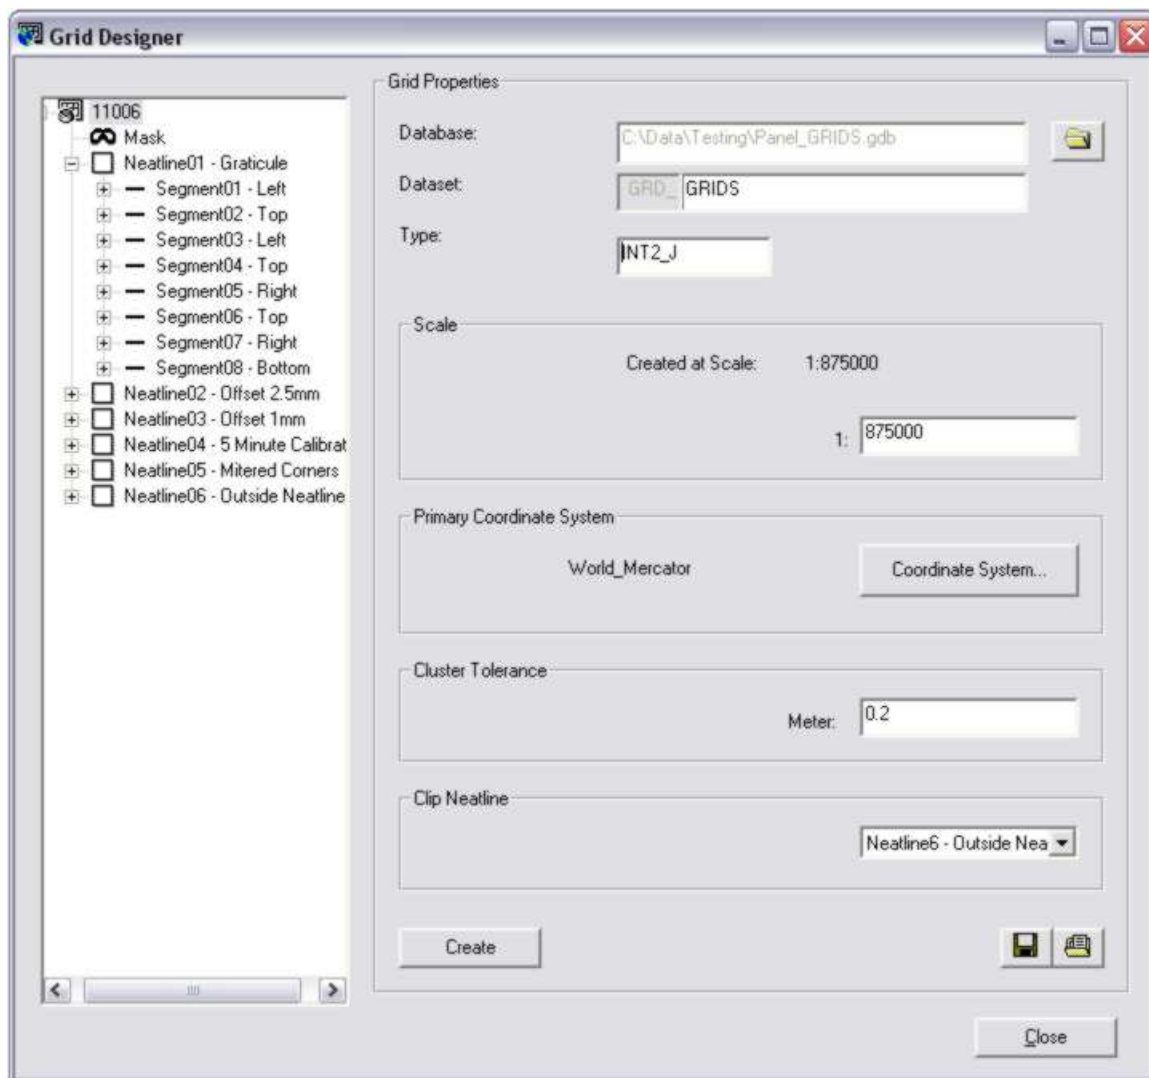 Grid Designer
11006
Mask
Neatline01 - Graticule
Segment01 - Left
Segment02 - Top
Segment03 - Left
Segment04 - Top
Segment05 - Right
Segment06 - Top
Segment07 - Right
Segment08 - Bottom
Neatline02 - Offset 2.5mm
Neatline03 - Offset 1mm
Neatline04 - 5 Minute Calibrat
Neatline05 - Mitered Corners
Neatline06 - Outside Neatline
Grid Properties
Database: C:\Data\Testing\Panel_GRIDS.gdb
Dataset: GRD_ GRIDS
Type: INT2_J
Scale
Created at Scale: 1:875000
1: 875000
Primary Coordinate System
World_Mercator Coordinate System...
Cluster Tolerance
Meter: 0.2
Clip Neatline
Neatline6 - Outside Nea
Create
Close